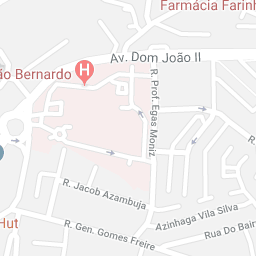 Farmácia Farinh
Av. Dom João II
ão Bernardo H
R. Prof. Egas Moniz
R. Jacob Azambuja
Azinhaga Vila Silva
Hut
R. Gen. Gomes Freire
Rua Do Bair